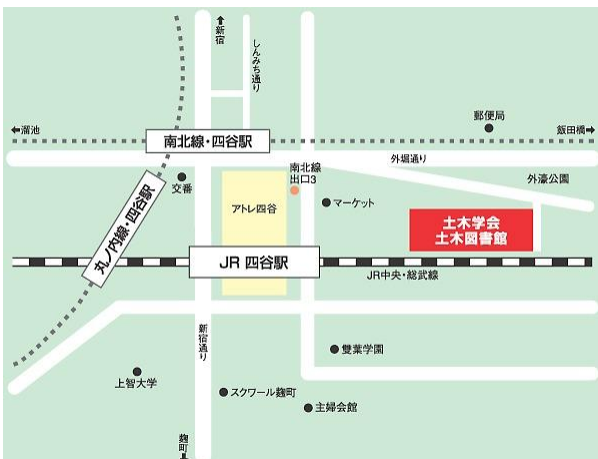 新宿
しんみち通り
郵便局
溜池
飯田橋
南北線・四谷駅
外堀通り
南北線
出口3
交番
外濠公園
アトレ四谷
マーケット
丸ノ内線・四谷駅
土木学会
土木図書館
JR 四谷駅
JR中央・総武線
新宿通り
雙葉学園
上智大学
スクワール麹町
主婦会館
麹町